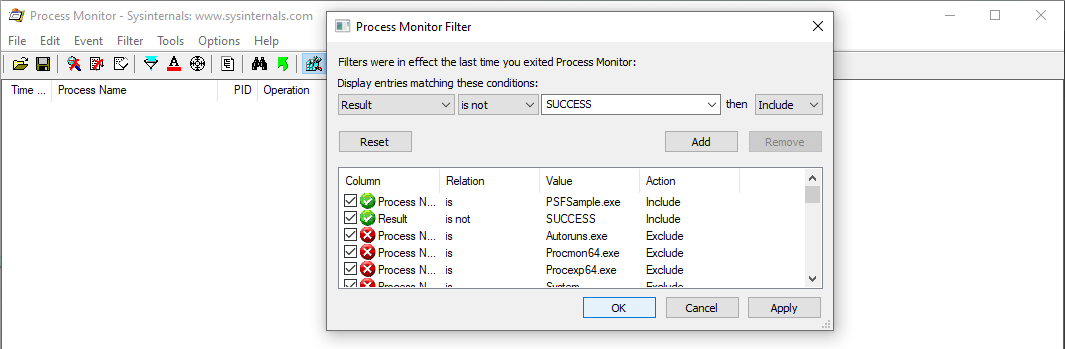 Process Monitor - Sysinternals: www.sysinternals.com
File Edit Event Filter Tools Options Help
Time ... Process Name PID Operation
Process Monitor Filter
Filters were in effect the last time you exited Process Monitor:
Display entries matching these conditions:
Result is not SUCCESS then Include
Reset Add Remove
Column Relation Value Action
Process N... is PSFSample.exe Include
Result is not SUCCESS Include
Process N... is Autoruns.exe Exclude
Process N... is Procmon64.exe Exclude
Process N... is Procexp64.exe Exclude
Process N... is System Exclude
OK Cancel Apply